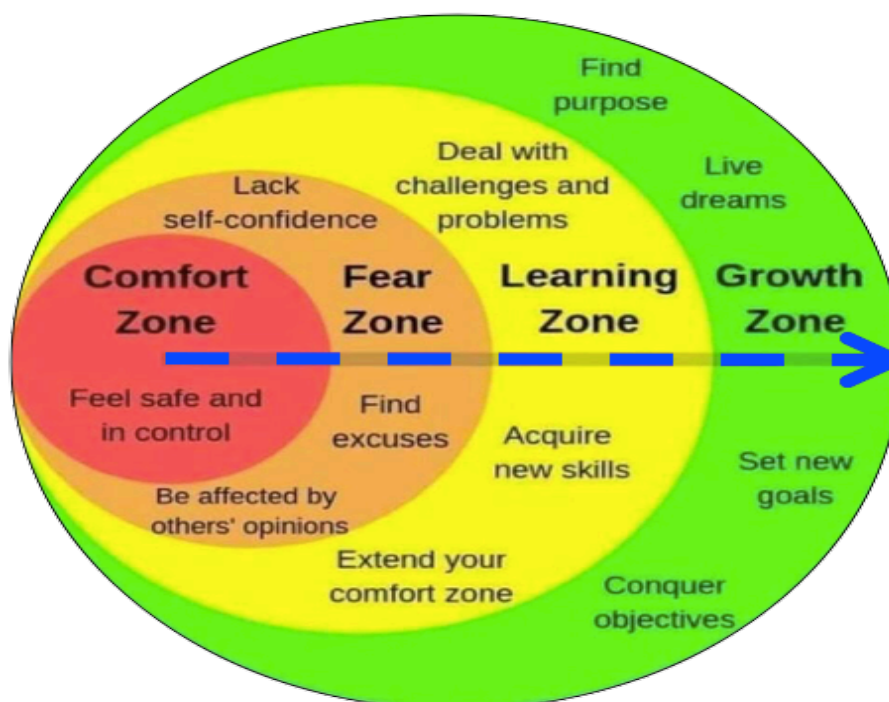 Find
purpose
Live
dreams
Deal with
challenges and
problems
Lack
self-confidence
Comfort
Zone
Fear
Zone
Learning
Zone
Growth
Zone
Feel safe and
in control
Find
excuses
Be affected by
others' opinions
Acquire
new skills
Extend your
comfort zone
Set new
goals
Conquer
objectives